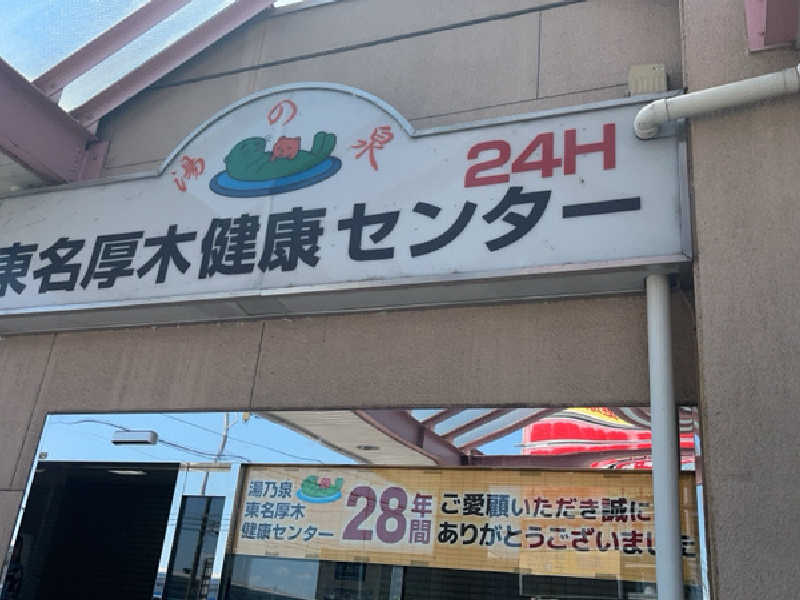 湯の泉
24H
東名厚木健康センター
湯乃泉
東名厚木
健康センター
28年間
ご愛顧いただき誠に
ありがとうございました